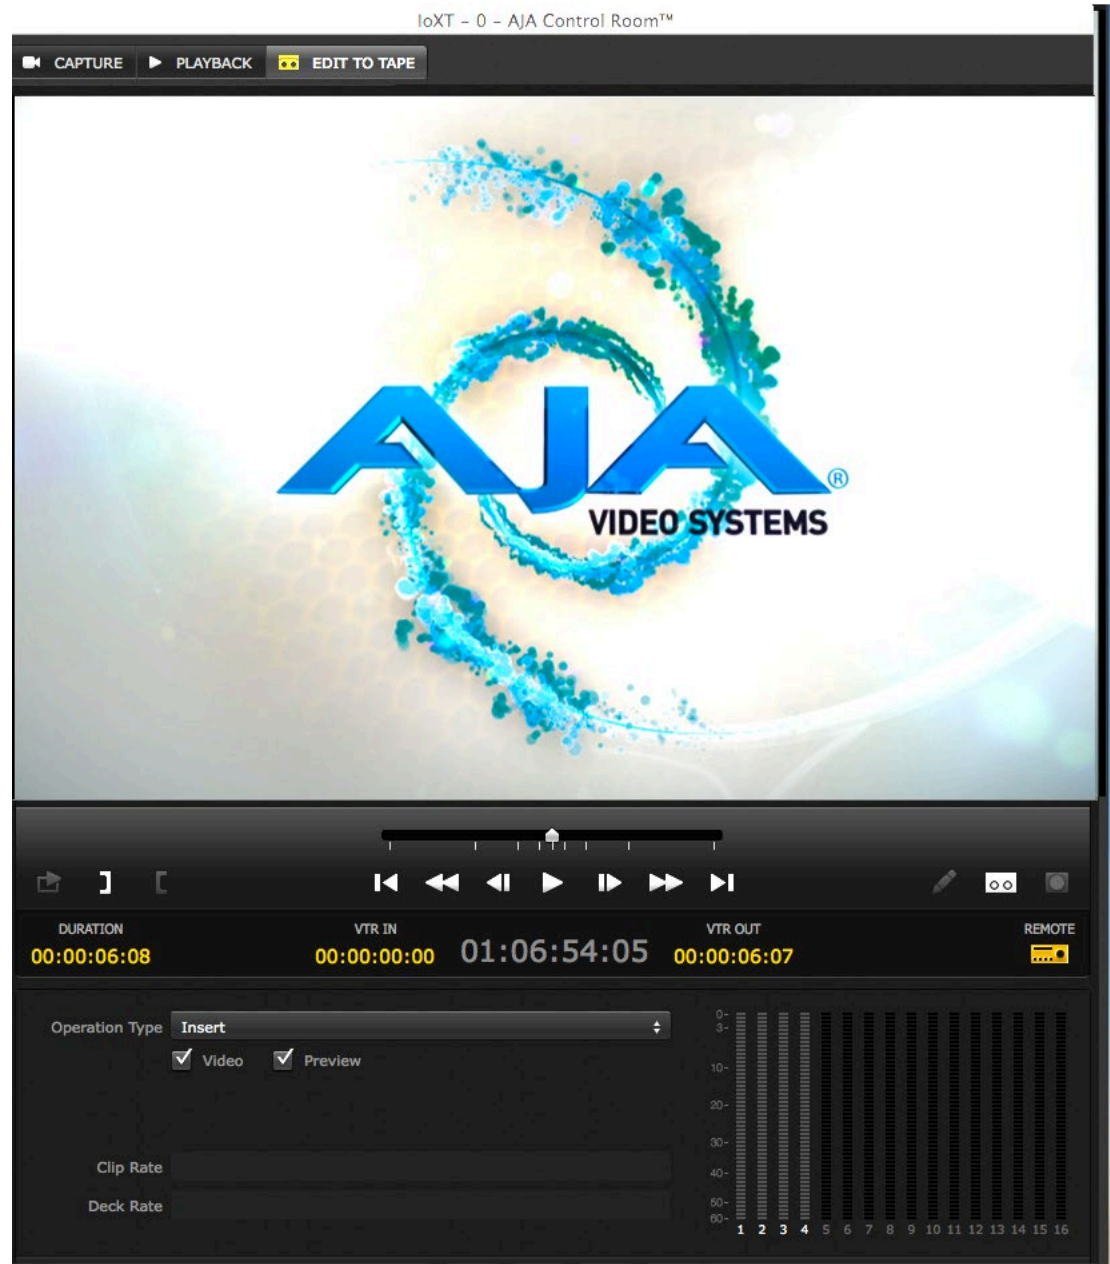 IoXT – 0 – AJA Control Room™
CAPTURE PLAYBACK EDIT TO TAPE
AJA®
VIDEO SYSTEMS
DURATION VTR IN VTR OUT REMOTE
00:00:06:08 00:00:00:00 01:06:54:05 00:00:06:07
Operation Type Insert
Video Preview
Clip Rate
Deck Rate
0-
3-
10-
20-
30-
40-
50-
60-
1 2 3 4 5 6 7 8 9 10 11 12 13 14 15 16